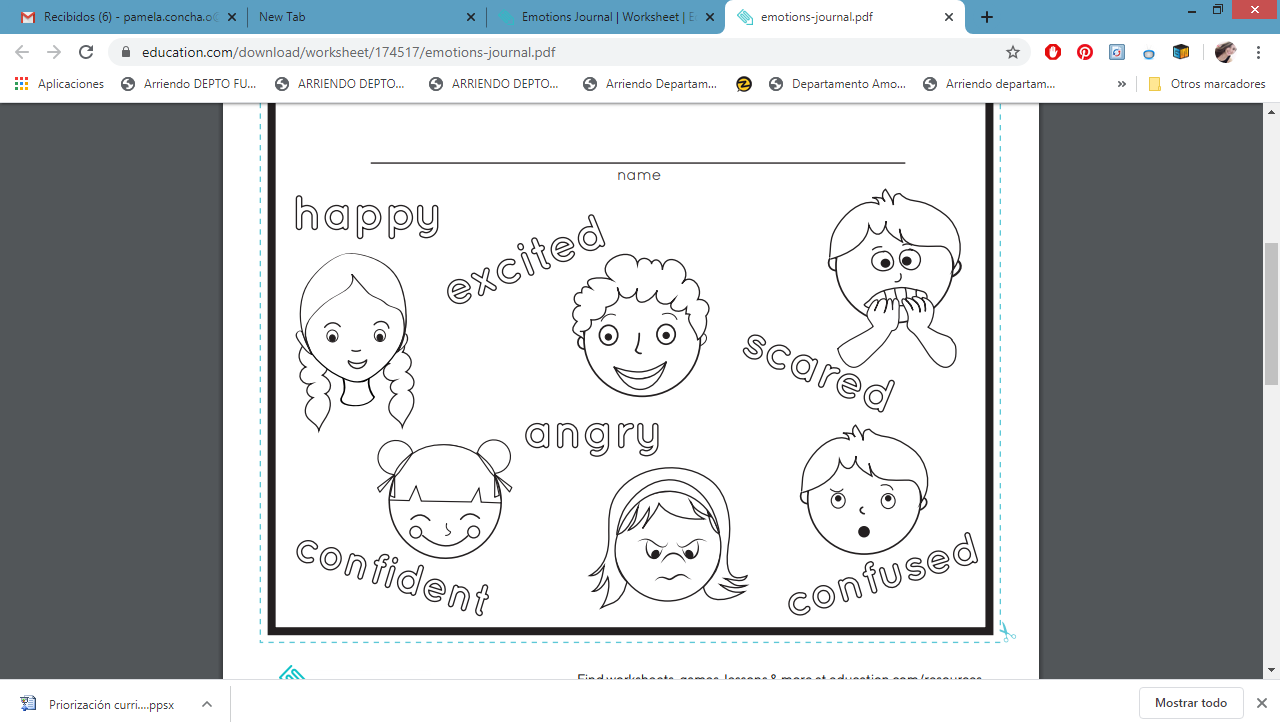 Recibidos (6) - pamela.concha.o6
New Tab
Emotions Journal | Worksheet | E
emotions-journal.pdf
education.com/download/worksheet/174517/emotions-journal.pdf
Aplicaciones
Arriendo DEPTO FU...
ARRIENDO DEPTO...
ARRIENDO DEPTO...
Arriendo Departam...
Departamento Amo...
Arriendo departam...
»
Otros marcadores
name
happy
excited
scared
angry
confident
confused
Find worksheets, games, lessons & more at education.com/resources
Priorización curri....ppsx
Mostrar todo